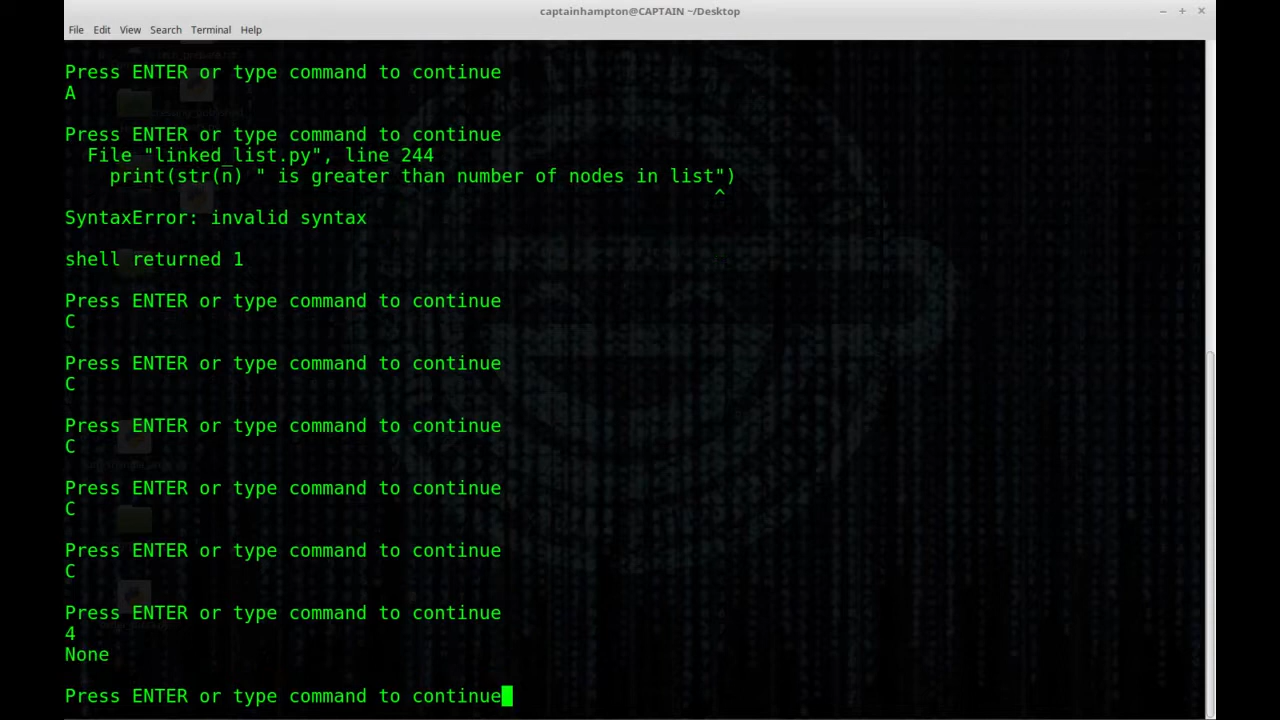 captainhampton@CAPTAIN ~/Desktop
File Edit View Search Terminal Help
Press ENTER or type command to continue
A
Press ENTER or type command to continue
File "linked_list.py", line 244
print(str(n) " is greater than number of nodes in list")
^
SyntaxError: invalid syntax
shell returned 1
Press ENTER or type command to continue
C
Press ENTER or type command to continue
C
Press ENTER or type command to continue
C
Press ENTER or type command to continue
C
Press ENTER or type command to continue
C
Press ENTER or type command to continue
4
None
Press ENTER or type command to continue